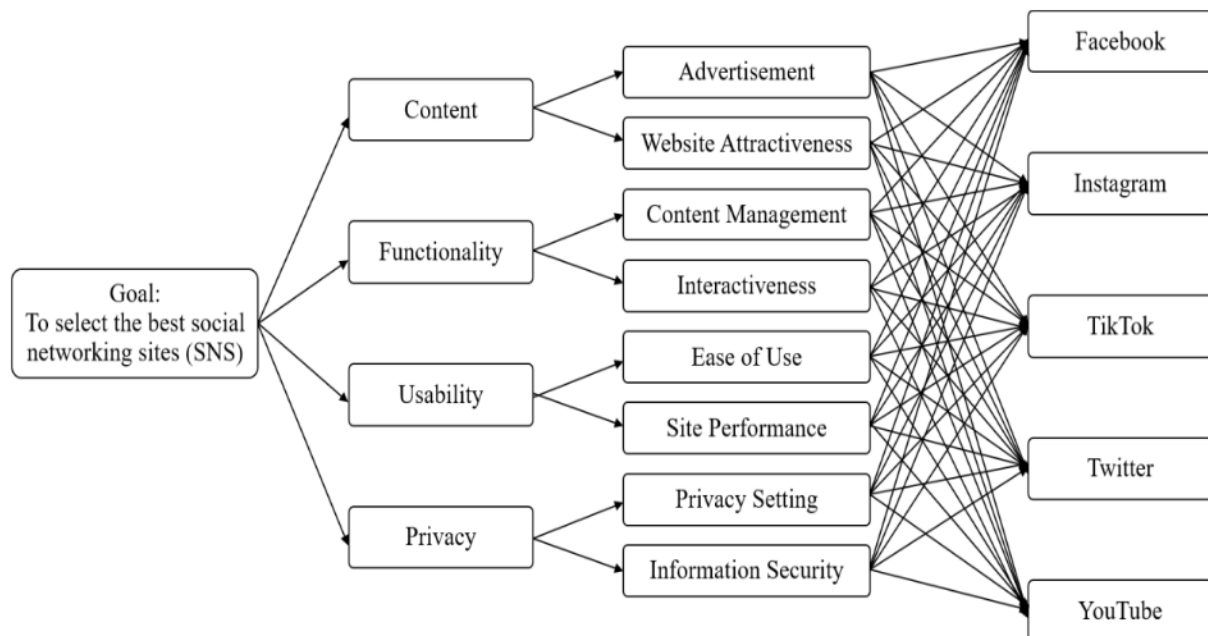 Goal:
To select the best social
networking sites (SNS)
Content
Functionality
Usability
Privacy
Advertisement
Website Attractiveness
Content Management
Interactiveness
Ease of Use
Site Performance
Privacy Setting
Information Security
Facebook
Instagram
TikTok
Twitter
YouTube